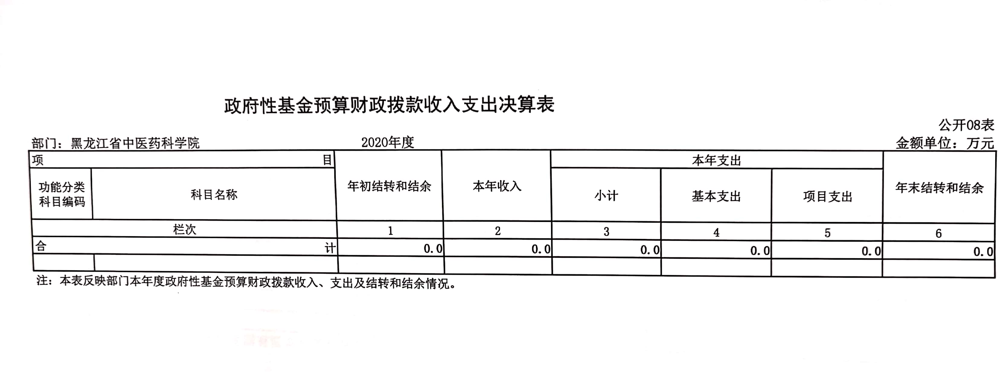 政府性基金预算财政拨款收入支出决算表
公开08表
部门：黑龙江省中医药科学院 2020年度 金额单位：万元
项 目 年初结转和结余 本年收入 本年支出 年末结转和结余
功能分类科目编码 科目名称 小计 基本支出 项目支出
栏次 1 2 3 4 5 6
合 计 0.0 0.0 0.0 0.0 0.0 0.0
注：本表反映部门本年度政府性基金预算财政拨款收入、支出及结转和结余情况。